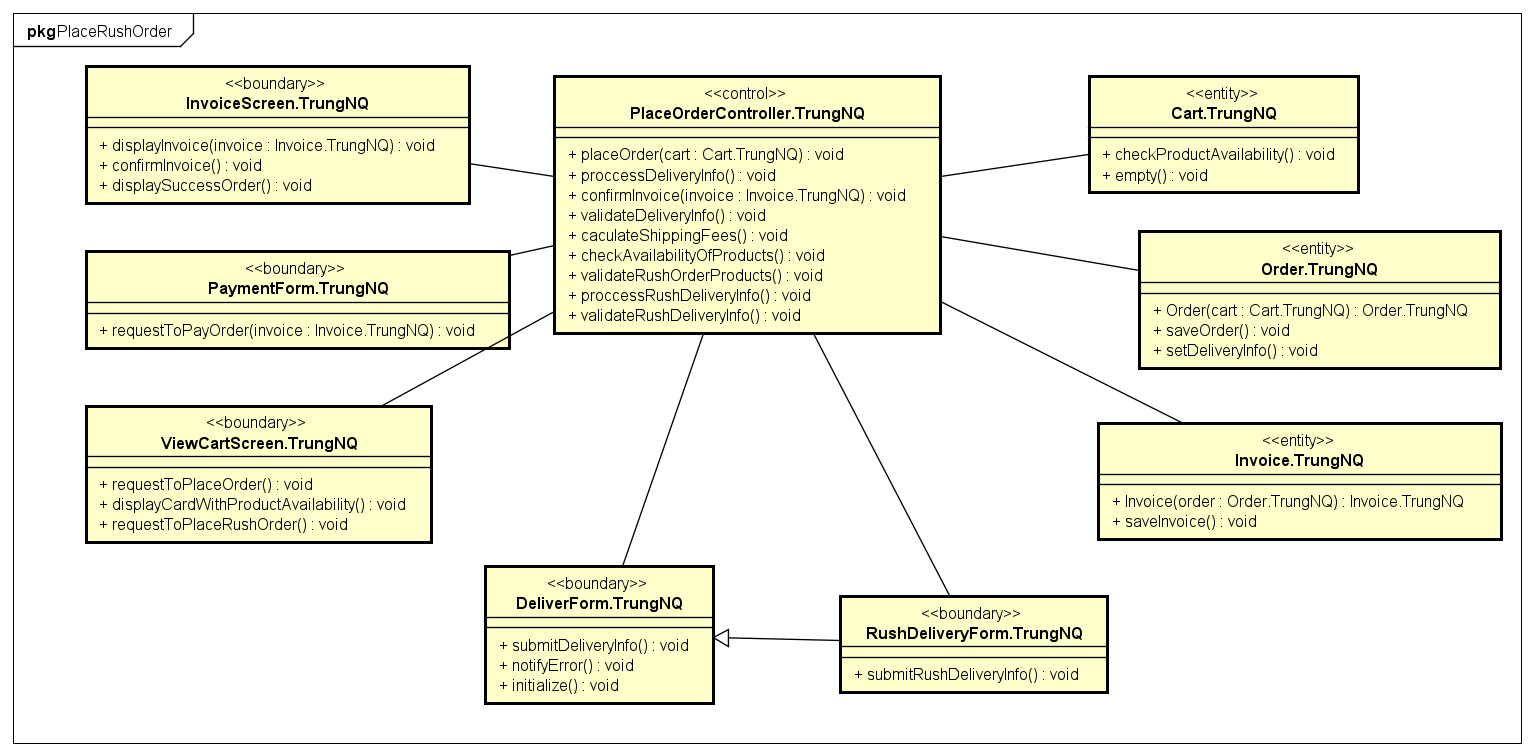 pkgPlaceRushOrder
<<boundary>>
InvoiceScreen.TrungNQ
+ displayInvoice(invoice : Invoice.TrungNQ) : void
+ confirmInvoice() : void
+ displaySuccessOrder() : void
<<control>>
PlaceOrderController.TrungNQ
+ placeOrder(cart : Cart.TrungNQ) : void
+ proccessDeliveryInfo() : void
+ confirmInvoice(invoice : Invoice.TrungNQ) : void
+ validateDeliveryInfo() : void
+ caculateShippingFees() : void
+ checkAvailabilityOfProducts() : void
+ validateRushOrderProducts() : void
+ proccessRushDeliveryInfo() : void
+ validateRushDeliveryInfo() : void
<<entity>>
Cart.TrungNQ
+ checkProductAvailability() : void
+ empty() : void
<<boundary>>
PaymentForm.TrungNQ
+ requestToPayOrder(invoice : Invoice.TrungNQ) : void
<<entity>>
Order.TrungNQ
+ Order(cart : Cart.TrungNQ) : Order.TrungNQ
+ saveOrder() : void
+ setDeliveryInfo() : void
<<boundary>>
ViewCartScreen.TrungNQ
+ requestToPlaceOrder() : void
+ displayCardWithProductAvailability() : void
+ requestToPlaceRushOrder() : void
<<entity>>
Invoice.TrungNQ
+ Invoice(order : Order.TrungNQ) : Invoice.TrungNQ
+ saveInvoice() : void
<<boundary>>
DeliverForm.TrungNQ
+ submitDeliveryInfo() : void
+ notifyError() : void
+ initialize() : void
<<boundary>>
RushDeliveryForm.TrungNQ
+ submitRushDeliveryInfo() : void